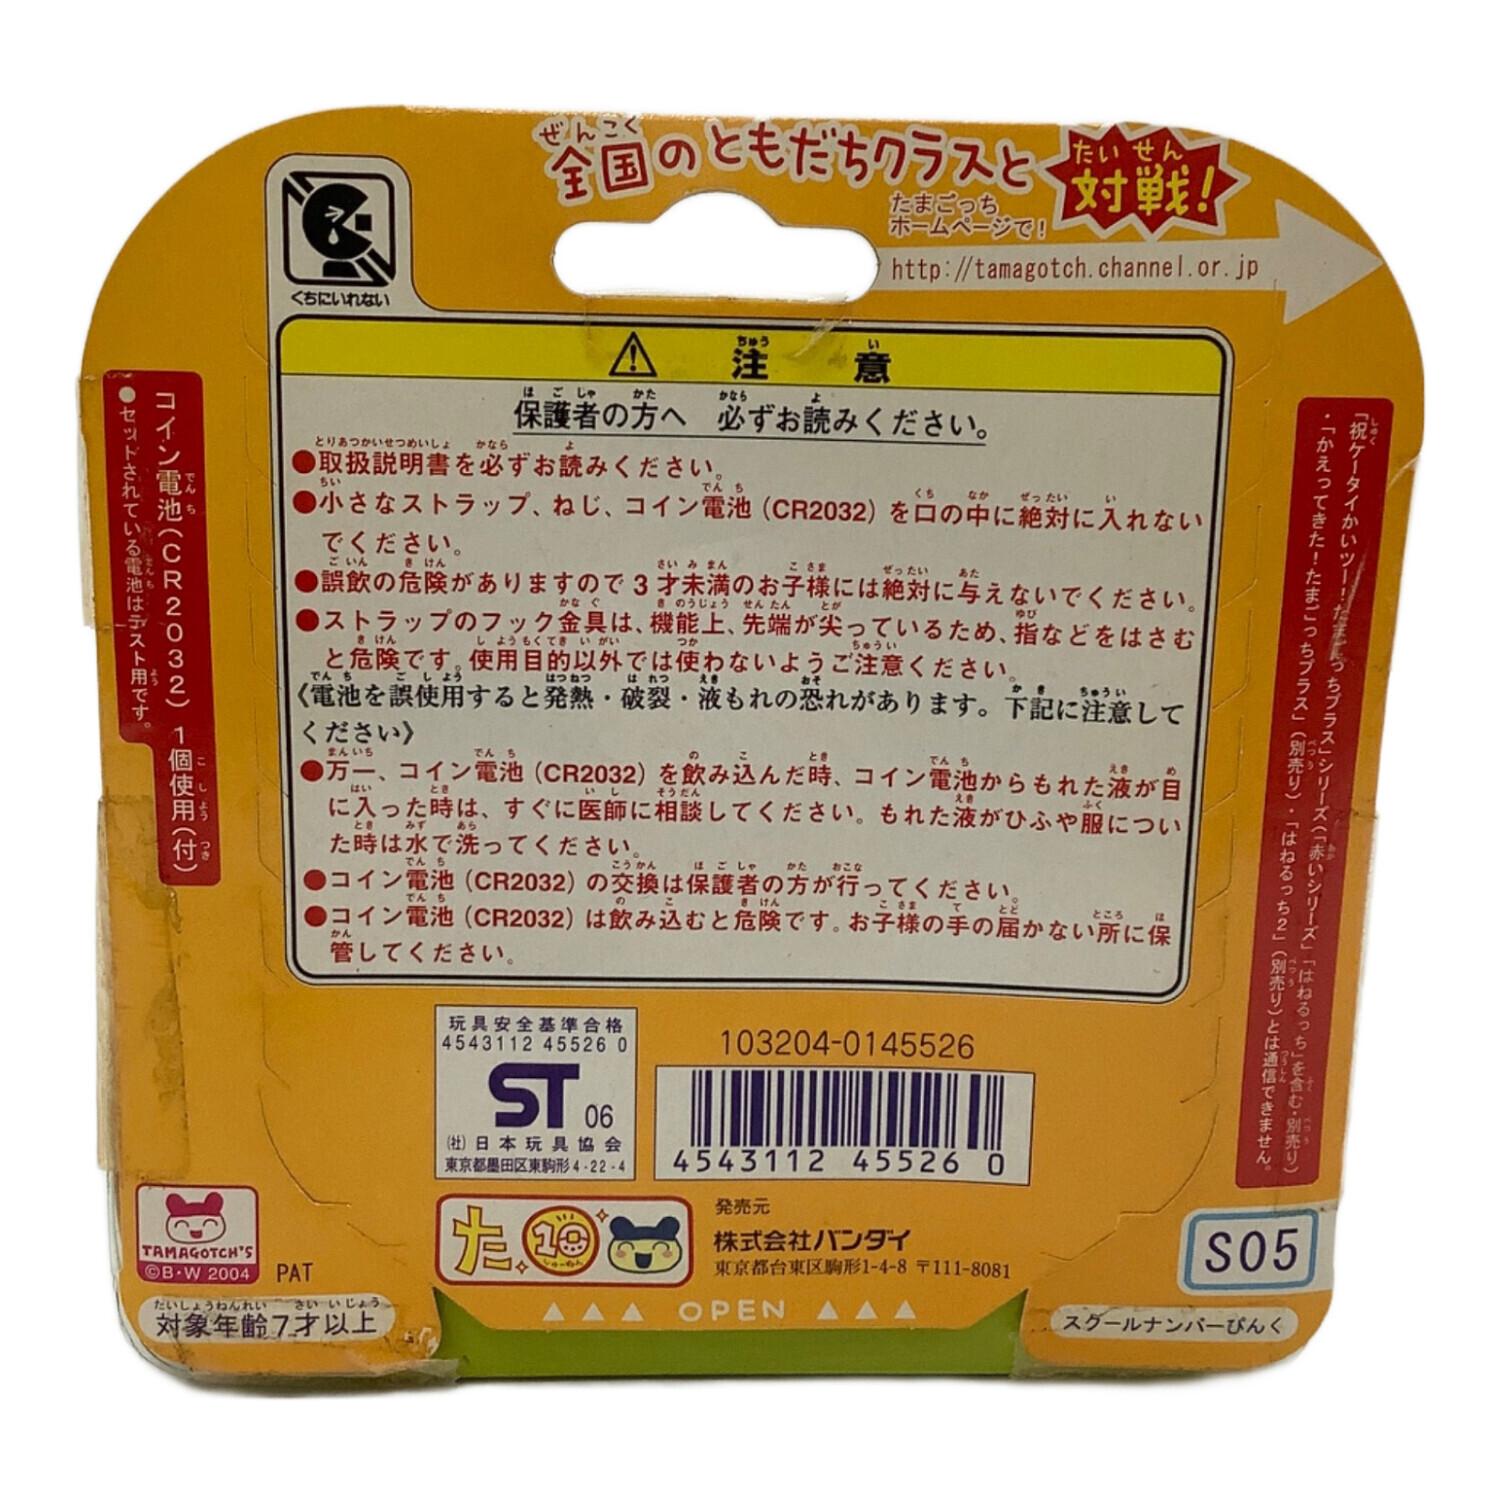 全国のともだちクラスと対戦!
たまごっち
ホームページで!
http://tamagotch.channel.or.jp
くちにいれない
⚠ 注意
保護者の方へ 必ずお読みください。
●取扱説明書を必ずお読みください。
●小さなストラップ、ねじ、コイン電池(CR2032)を口の中に絶対に入れない
でください。
●誤飲の危険がありますので3才未満のお子様には絶対に与えないでください。
●ストラップのフック金具は、機能上、先端が尖っているため、指などをはさむ
と危険です。使用目的以外では使わないようご注意ください。
《電池を誤使用すると発熱・破裂・液もれの恐れがあります。下記に注意して
ください》
●万一、コイン電池(CR2032)を飲み込んだ時、コイン電池からもれた液が目
に入った時は、すぐに医師に相談してください。もれた液がひふや服につい
た時は水で洗ってください。
●コイン電池(CR2032)の交換は保護者の方が行ってください。
●コイン電池(CR2032)は飲み込むと危険です。お子様の手の届かない所に保
管してください。
コイン電池(CR2032)1個使用(付)
●セットされている電池はテスト用です。
「祝ケータイかいツー!たまごっちプラス」シリーズ(「赤いシリーズ」「はねるっち」を含む・別売り)
・「かえってきた!たまごっちプラス」(別売り)・「はねるっち2」(別売り)とは通信できません。
玩具安全基準合格
4543112 45526 0
ST 06
(社)日本玩具協会
東京都墨田区東駒形4-22-4
103204-0145526
4543112 455260
TAMAGOTCH'S
©B・W 2004 PAT
対象年齢7才以上
た 10
発売元
株式会社バンダイ
東京都台東区駒形1-4-8 〒111-8081
OPEN
S05
スクールナンバーぴんく